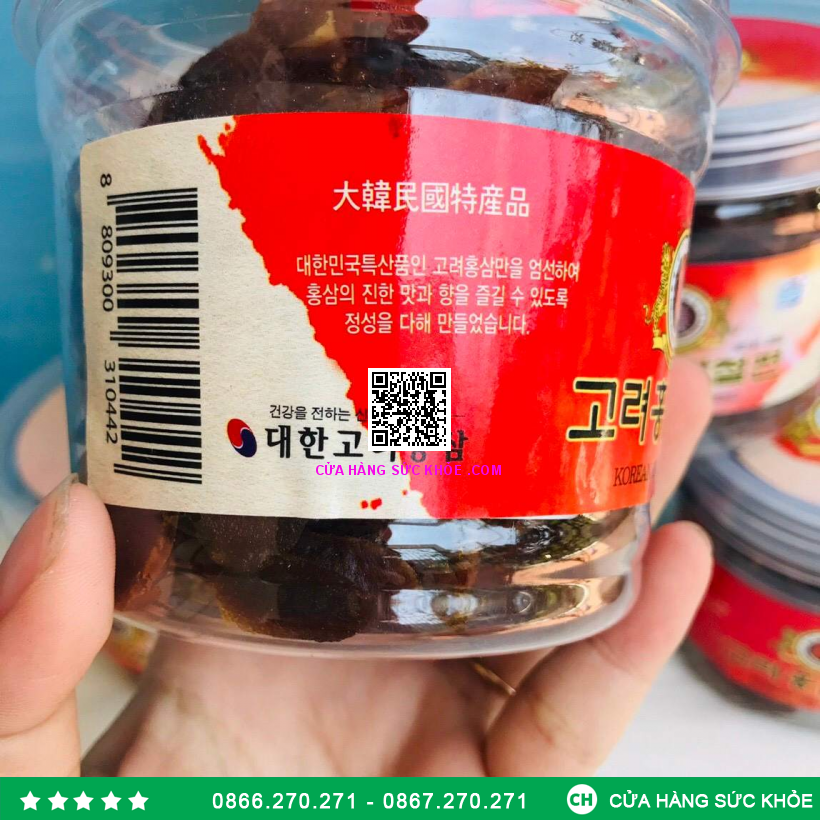 大韓民國特産品
대한민국특산품인 고려홍삼만을 엄선하여
홍삼의 진한 맛과 향을 즐길 수 있도록
정성을 다해 만들었습니다.
8 809300 310442
건강을 전하는
대한고
삼
CỬA HÀNG SỨC KHỎE .COM
고려홍
KOREA
0866.270.271 - 0867.270.271
CH CỬA HÀNG SỨC KHỎE